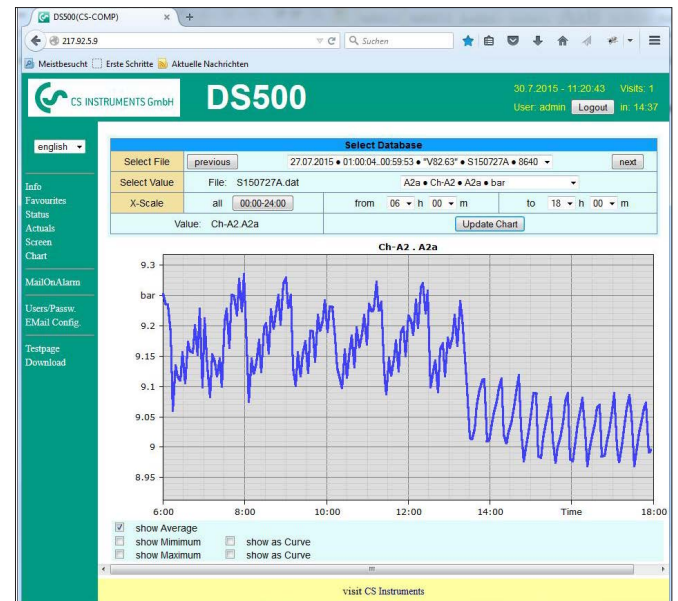 DS500(CS-COMP)
217.92.5.9
Suchen
Meistbesucht Erste Schritte Aktuelle Nachrichten
CS INSTRUMENTS GmbH
DS500
30.7.2015 - 11:20:43 Visits: 1
User: admin Logout in: 14:37
english
Info
Favourites
Status
Actuals
Screen
Chart
MailOnAlarm
Users/Passw.
EMail Config.
Testpage
Download
Select Database
Select File previous 27.07.2015 • 01:00:04..00:59:53 • "V82.63" • S150727A • 8640 next
Select Value File: S150727A.dat A2a • Ch-A2 • A2a • bar
X-Scale all 00:00-24:00 from 06 h 00 m to 18 h 00 m
Value: Ch-A2.A2a Update Chart
Ch-A2 . A2a
9.3
bar
9.2
9.15
9.1
9.05
9
8.95
6:00 8:00 10:00 12:00 14:00 Time 18:00
show Average
show Mimimum show as Curve
show Maximum show as Curve
visit CS Instruments